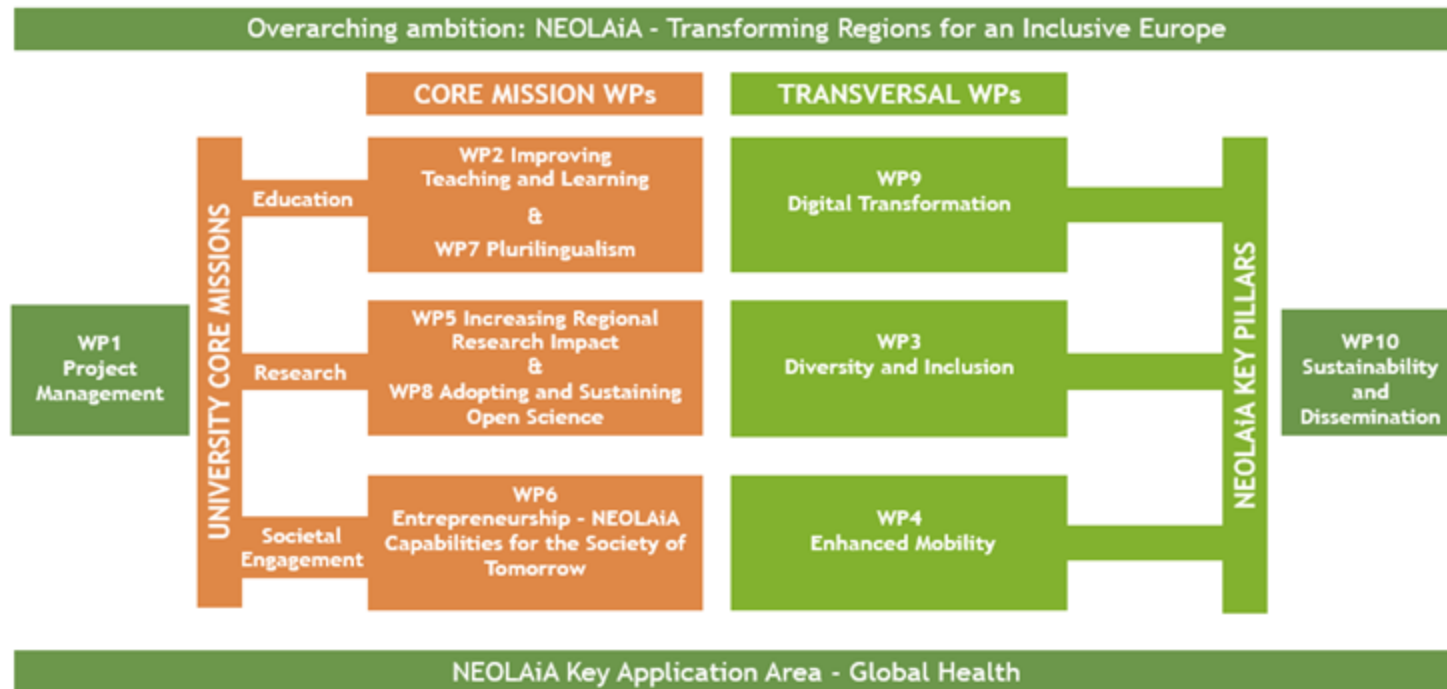 Overarching ambition: NEOLAiA - Transforming Regions for an Inclusive Europe
CORE MISSION WPs
TRANSVERSAL WPs
WP1
Project
Management
UNIVERSITY CORE MISSIONS
Education
WP2 Improving
Teaching and Learning
&
WP7 Plurilingualism
Research
WP5 Increasing Regional
Research Impact
&
WP8 Adopting and Sustaining
Open Science
Societal
Engagement
WP6
Entrepreneurship - NEOLAiA
Capabilities for the Society of
Tomorrow
WP9
Digital Transformation
WP3
Diversity and Inclusion
WP4
Enhanced Mobility
NEOLAiA KEY PILLARS
WP10
Sustainability
and
Dissemination
NEOLAiA Key Application Area - Global Health